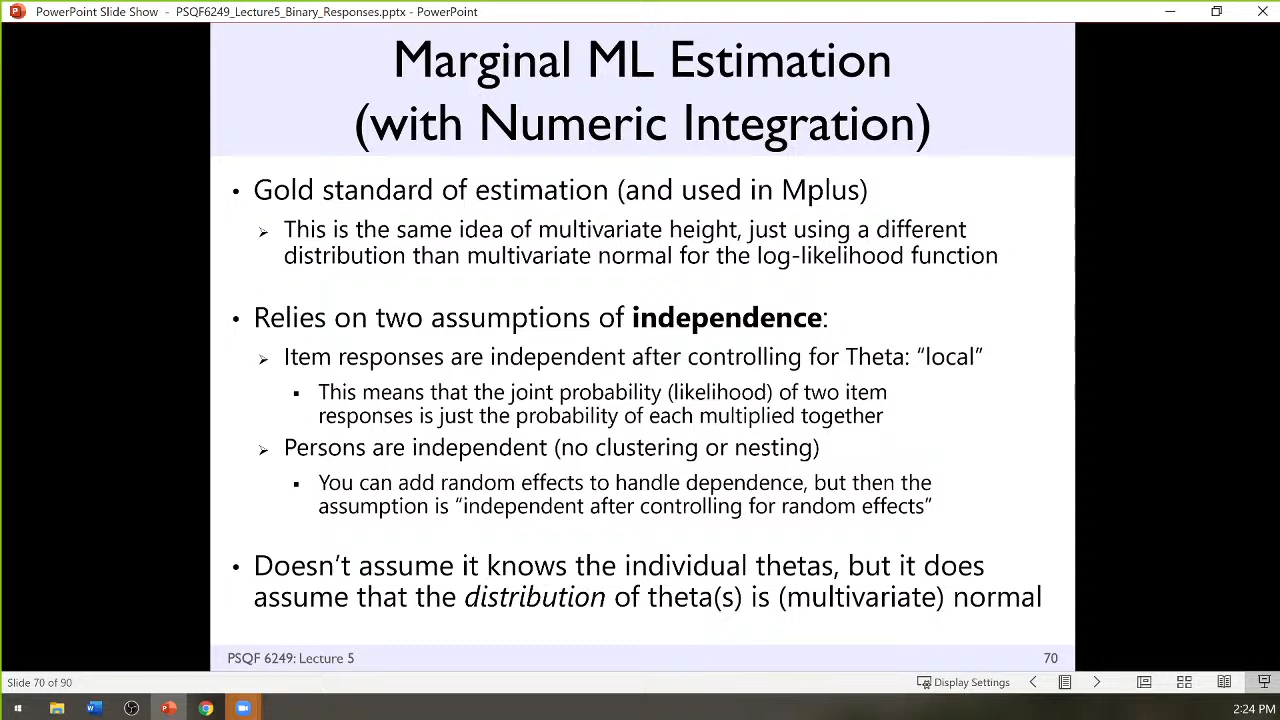 PowerPoint Slide Show - PSQF6249_Lecture5_Binary_Responses.pptx - PowerPoint
Marginal ML Estimation
(with Numeric Integration)
• Gold standard of estimation (and used in Mplus)
➢ This is the same idea of multivariate height, just using a different
distribution than multivariate normal for the log-likelihood function
• Relies on two assumptions of independence:
➢ Item responses are independent after controlling for Theta: “local”
▪ This means that the joint probability (likelihood) of two item
responses is just the probability of each multiplied together
➢ Persons are independent (no clustering or nesting)
▪ You can add random effects to handle dependence, but then the
assumption is “independent after controlling for random effects”
• Doesn’t assume it knows the individual thetas, but it does
assume that the distribution of theta(s) is (multivariate) normal
PSQF 6249: Lecture 5
70
Slide 70 of 90
Display Settings
2:24 PM